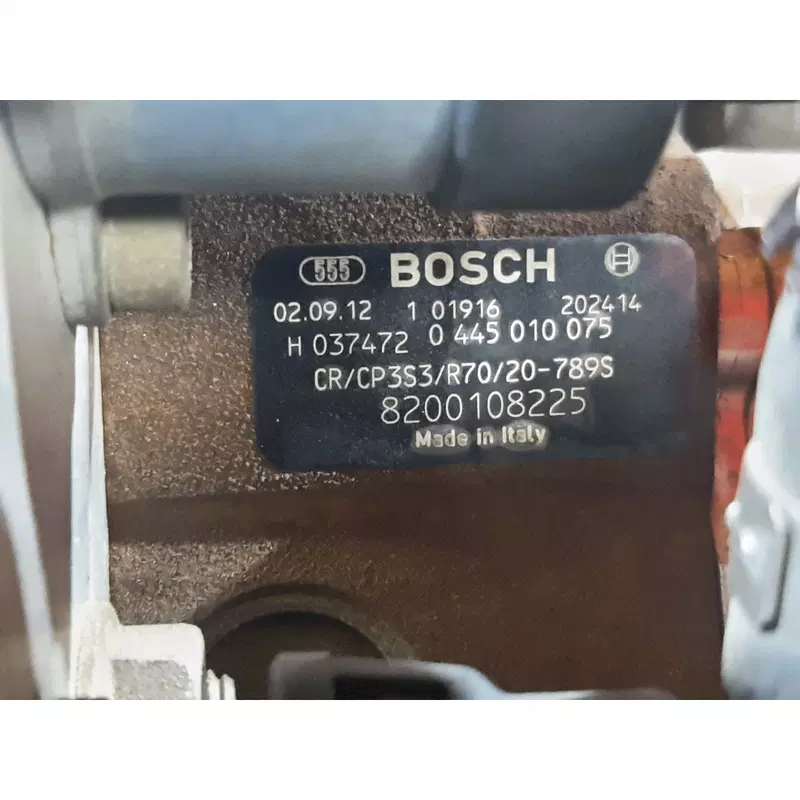 555 BOSCH
02.09.12 1 01916 202414
H 037472 0 445 010 075
CR/CP3S3/R70/20-789S
8200108225
Made in Italy